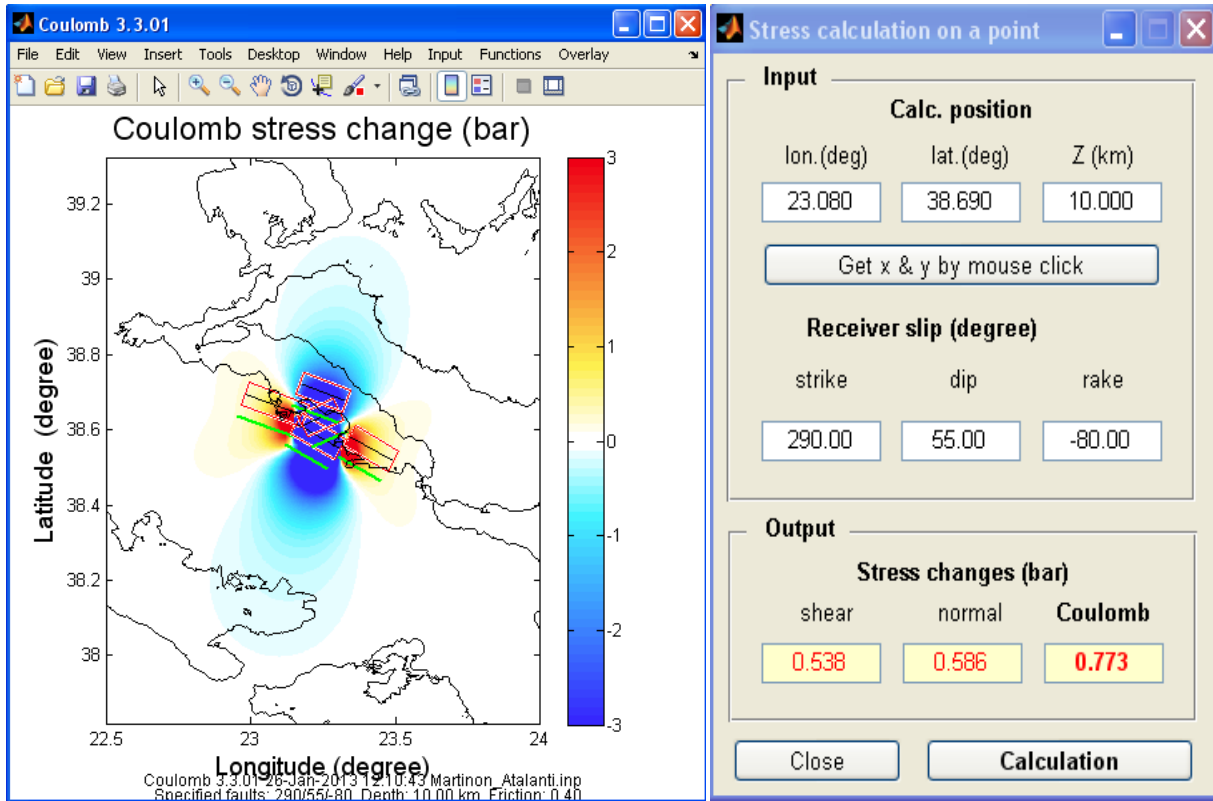 Coulomb 3.3.01
File Edit View Insert Tools Desktop Window Help Input Functions Overlay
Coulomb stress change (bar)
39.2
39
38.8
38.6
38.4
38.2
38
Latitude (degree)
22.5 23 23.5 24
Longitude (degree)
3
2
1
0
-1
-2
-3
Coulomb 3.3.01 26-Jan-2013 12:10:43 Martinon_Atalanti.inp
Specified faults: 290/55/-80 Depth: 10.00 km Friction: 0.40
Stress calculation on a point
Input
Calc. position
lon.(deg) lat.(deg) Z (km)
23.080 38.690 10.000
Get x & y by mouse click
Receiver slip (degree)
strike dip rake
290.00 55.00 -80.00
Output
Stress changes (bar)
shear normal Coulomb
0.538 0.586 0.773
Close Calculation